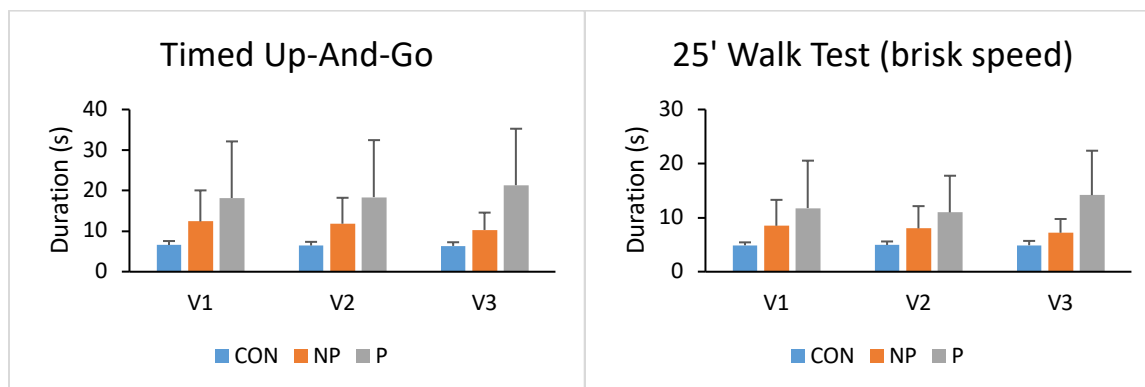 Timed Up-And-Go
Duration (s)
40
30
20
10
0
V1 V2 V3
CON NP P
25' Walk Test (brisk speed)
Duration (s)
30
20
10
0
V1 V2 V3
CON NP P